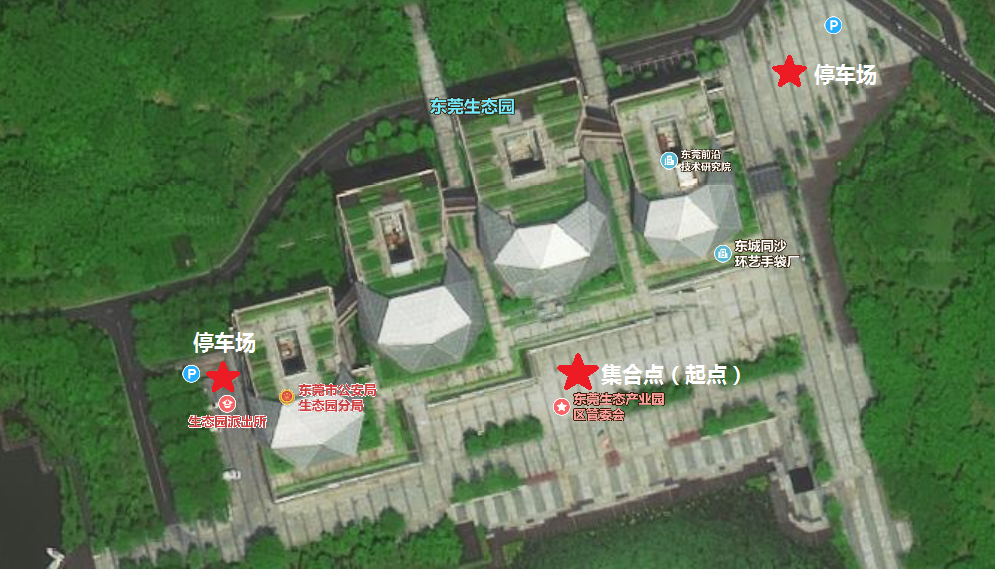 P
停车场
东莞生态园
东莞前沿
技术研究院
东城同沙
环艺手袋厂
停车场
P
集合点（起点）
东莞市公安局
生态园分局
东莞生态产业园
区管委会
生态园派出所